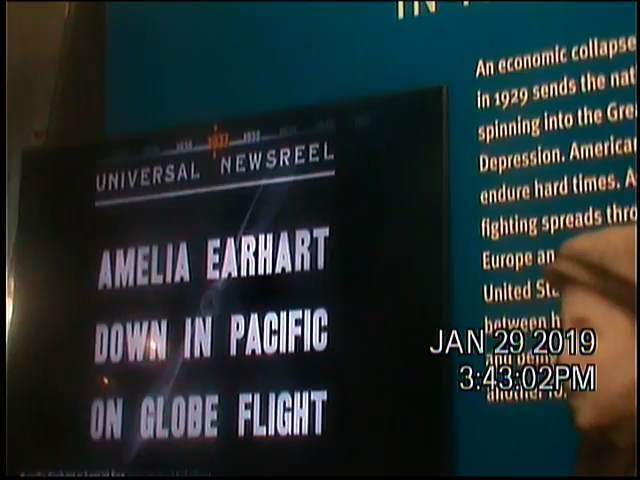 1937
UNIVERSAL NEWSREEL
AMELIA EARHART
DOWN IN PACIFIC
ON GLOBE FLIGHT
An economic collapse
in 1929 sends the nat
spinning into the Gre
Depression. America
endure hard times. A
fighting spreads thro
Europe an
United St
between
JAN 29 2019
3:43:02PM